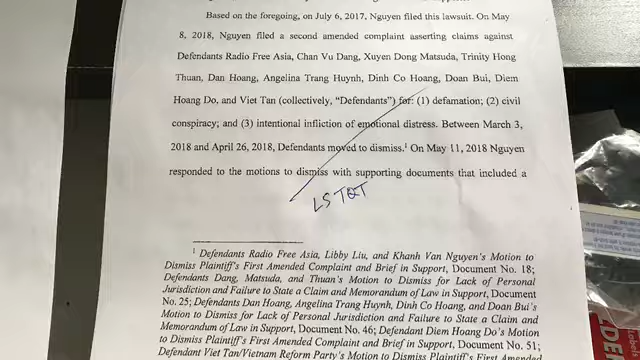 Based on the foregoing, on July 6, 2017, Nguyen filed this lawsuit. On May
8, 2018, Nguyen filed a second amended complaint asserting claims against
Defendants Radio Free Asia, Chan Vu Dang, Xuyen Dong Matsuda, Trinity Hong
Thuan, Dan Hoang, Angelina Trang Huynh, Dinh Co Hoang, Doan Bui, Diem
Hoang Do, and Viet Tan (collectively, “Defendants”) for: (1) defamation; (2) civil
conspiracy; and (3) intentional infliction of emotional distress. Between March 3,
2018 and April 26, 2018, Defendants moved to dismiss.¹ On May 11, 2018 Nguyen
responded to the motions to dismiss with supporting documents that included a
LS TQT
¹ Defendants Radio Free Asia, Libby Liu, and Khanh Van Nguyen's Motion to
Dismiss Plaintiff's First Amended Complaint and Brief in Support, Document No. 18;
Defendants Dang, Matsuda, and Thuan's Motion to Dismiss for Lack of Personal
Jurisdiction and Failure to State a Claim and Memorandum of Law in Support, Document
No. 25; Defendants Dan Hoang, Angelina Trang Huynh, Dinh Co Hoang, and Doan Bui's
Motion to Dismiss for Lack of Personal Jurisdiction and Failure to State a Claim and
Memorandum of Law in Support, Document No. 46; Defendant Diem Hoang Do's Motion
to Dismiss Plaintiff's First Amended Complaint and Brief in Support, Document No. 51;
Defendant Viet Tan/Vietnam Reform Party's Motion to Dismiss Plaintiff's First Amended